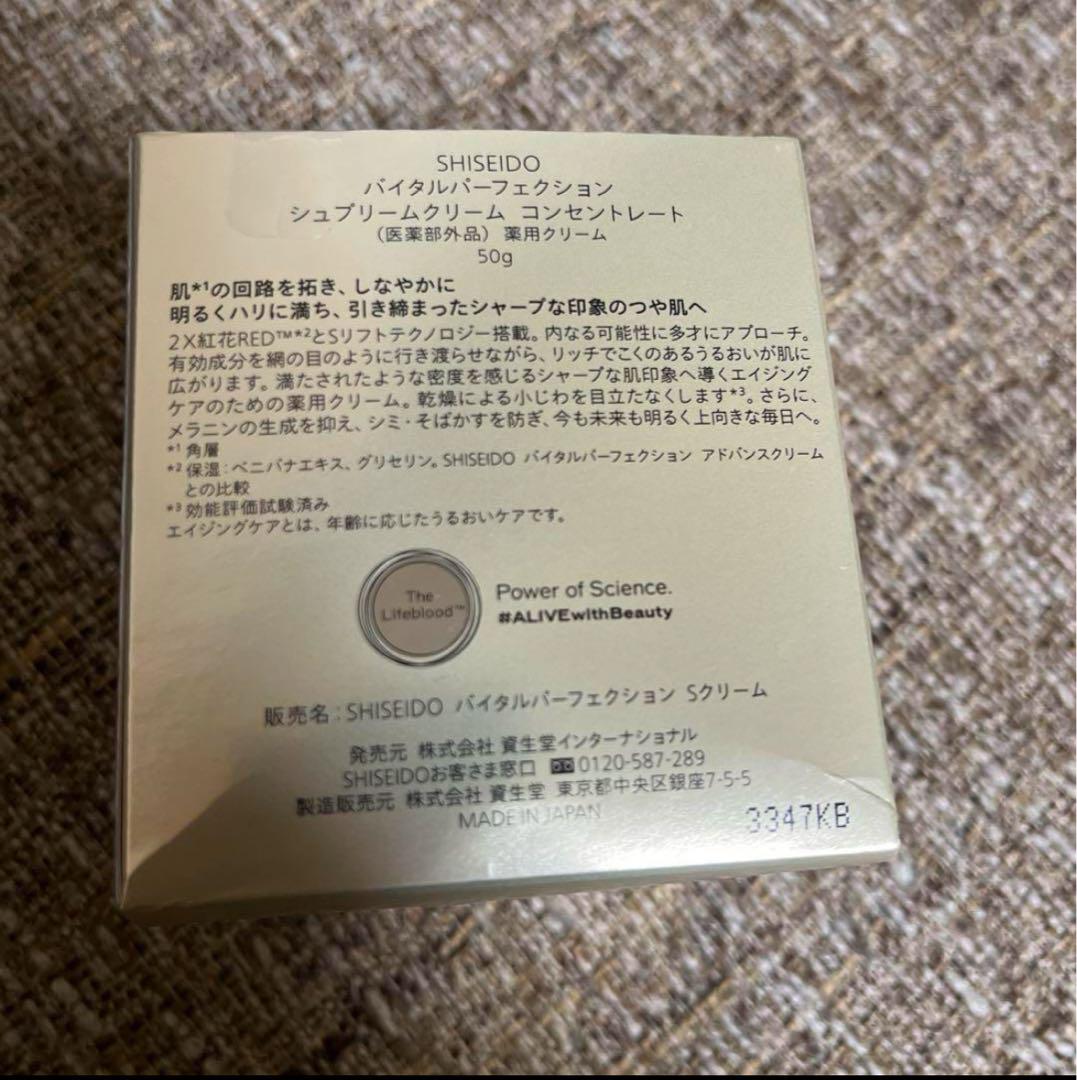 SHISEIDO
バイタルパーフェクション
シュプリームクリーム コンセントレート
(医薬部外品) 薬用クリーム
50g
肌*1の回路を拓き、しなやかに
明るくハリに満ち、引き締まったシャープな印象のつや肌へ
2X紅花RED™*2とSリフトテクノロジー搭載。内なる可能性に多才にアプローチ。
有効成分を網の目のように行き渡らせながら、リッチでこくのあるうるおいが肌に
広がります。満たされたような密度を感じるシャープな肌印象へ導くエイジング
ケアのための薬用クリーム。乾燥による小じわを目立たなくします*3。さらに、
メラニンの生成を抑え、シミ・そばかすを防ぎ、今も未来も明るく上向きな毎日へ。
*1 角層
*2 保湿:ベニバナエキス、グリセリン。SHISEIDO バイタルパーフェクション アドバンスクリーム
との比較
*3 効能評価試験済み
エイジングケアとは、年齢に応じたうるおいケアです。
The
Lifeblood™
Power of Science.
#ALIVEwithBeauty
販売名:SHISEIDO バイタルパーフェクション Sクリーム
発売元 株式会社 資生堂インターナショナル
SHISEIDOお客さま窓口 0120-587-289
製造販売元 株式会社 資生堂 東京都中央区銀座7-5-5
MADE IN JAPAN
3347KB